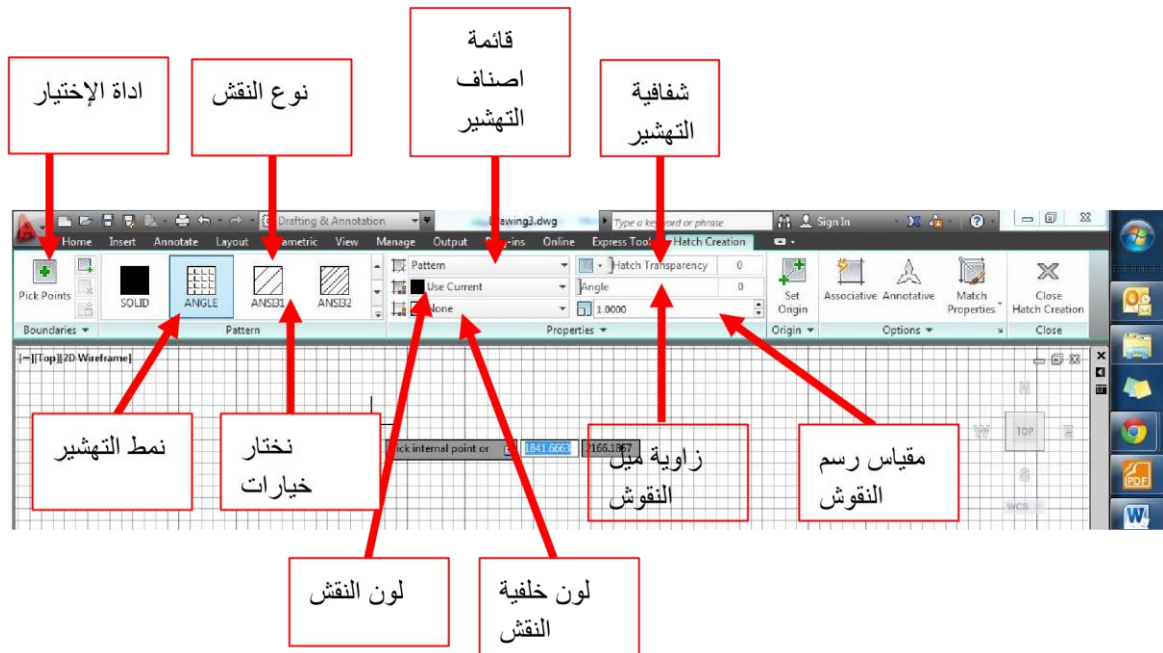 قائمة
اصناف
التهشير
اداة الإختيار
نوع النقش
شفافية
التهشير
Drafting & Annotation
Drawing3.dwg
Type a keyword or phrase
Sign In
Home Insert Annotate Layout Parametric View Manage Output Plug-ins Online Express Tools Hatch Creation
Pick Points
SOLID
ANGLE
ANSI31
ANSI32
Pattern
Use Current
None
Hatch Transparency 0
Angle 0
1.0000
Set
Origin
Associative
Annotative
Match
Properties
Close
Hatch Creation
Boundaries
Pattern
Properties
Origin
Options
Close
[−][Top][2D Wireframe]
N
W
TOP
E
S
WCS
Pick internal point or 1841.6663 2166.1867
نمط التهشير
نختار
خيارات
زاوية ميل
النقوش
مقياس رسم
النقوش
لون النقش
لون خلفية
النقش
PDF